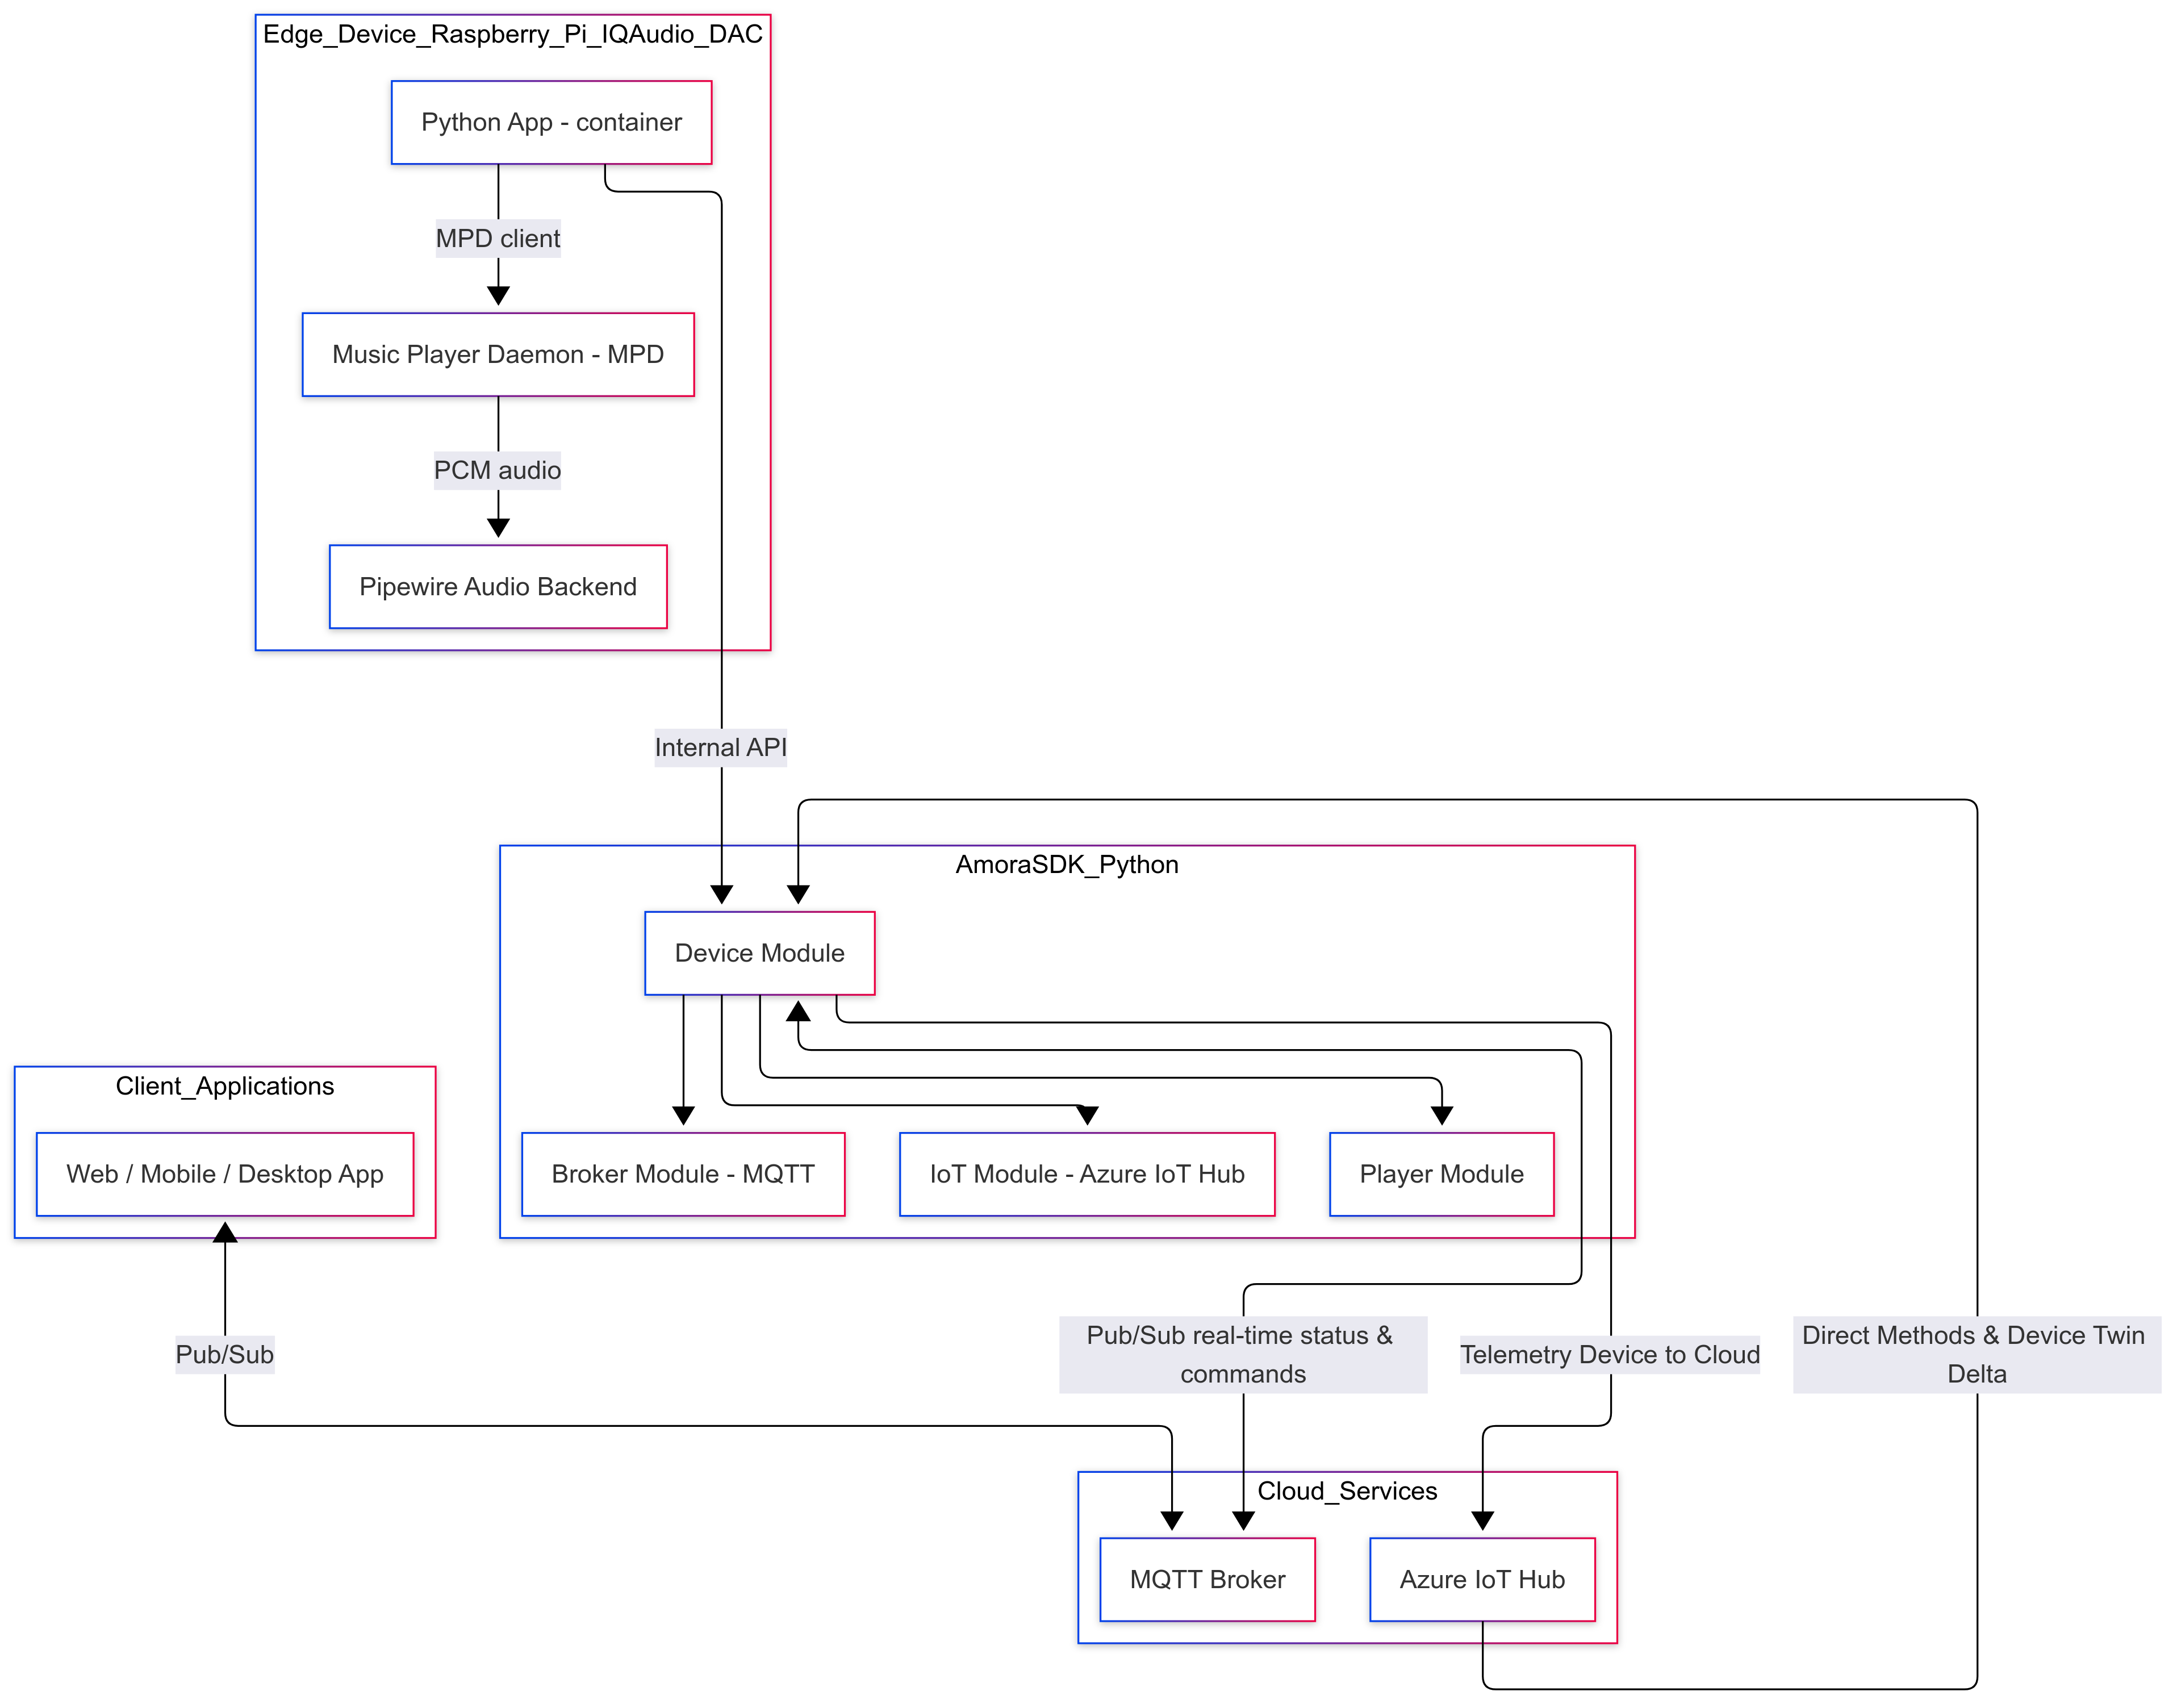 Edge_Device_Raspberry_Pi_IQAudio_DAC
Python App - container
MPD client
Music Player Daemon - MPD
PCM audio
Pipewire Audio Backend
Internal API
AmoraSDK_Python
Device Module
Client_Applications
Web / Mobile / Desktop App
Broker Module - MQTT
IoT Module - Azure IoT Hub
Player Module
Pub/Sub
Pub/Sub real-time status &
commands
Telemetry Device to Cloud
Direct Methods & Device Twin
Delta
Cloud_Services
MQTT Broker
Azure IoT Hub